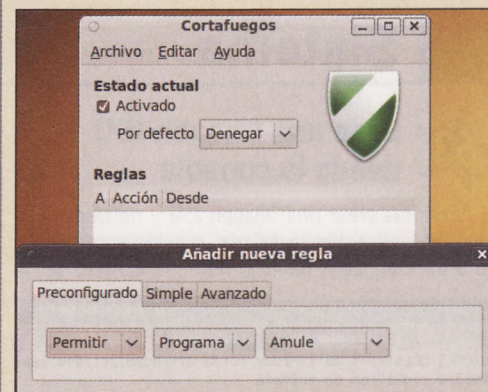 Cortafuegos
Archivo Editar Ayuda
Estado actual
Activado
Por defecto Denegar
Reglas
A Acción Desde
Añadir nueva regla
Preconfigurado Simple Avanzado
Permitir Programa Amule